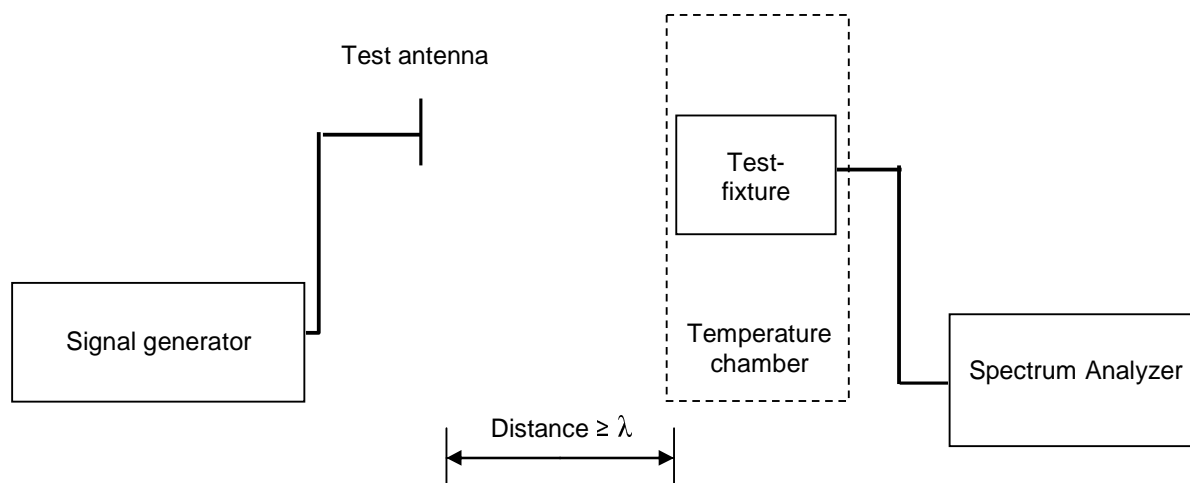 Test antenna
Test-
fixture
Signal generator
Temperature
chamber
Spectrum Analyzer
Distance ≥ λ